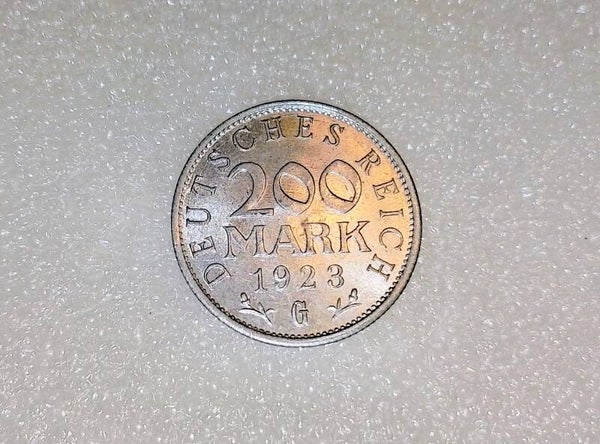 DEUTSCHES REICH
200
MARK
1923
G